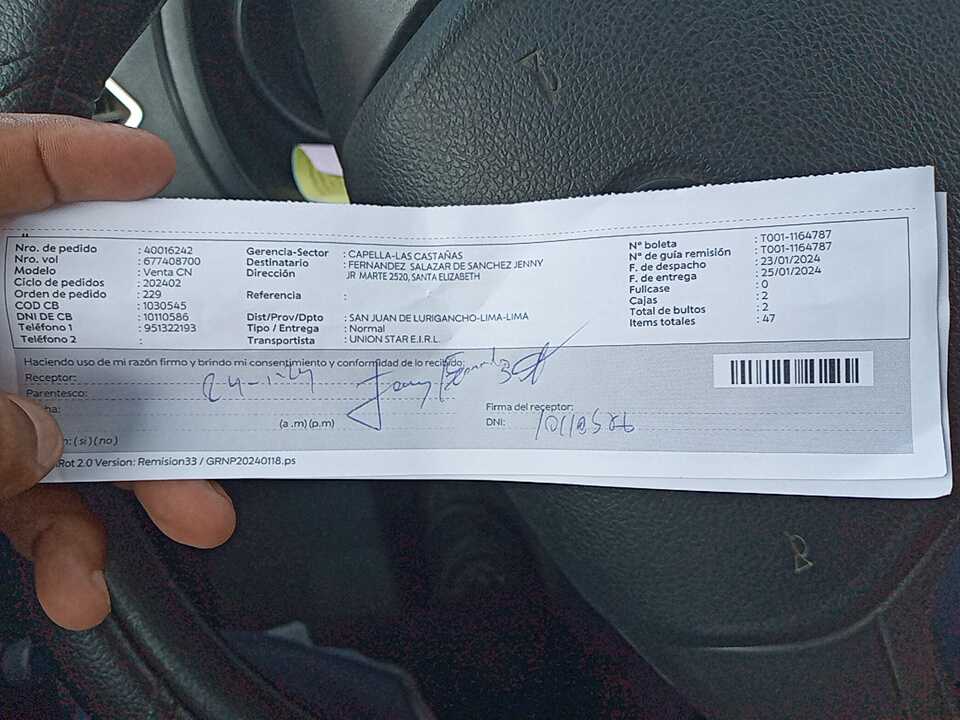 Nro. de pedido : 40016242
Nro. vol : 677408700
Modelo : Venta CN
Ciclo de pedidos : 202402
Orden de pedido : 229
COD CB : 1030545
DNI DE CB : 10110586
Teléfono 1 : 951322193
Teléfono 2 :
Gerencia-Sector : CAPELLA-LAS CASTAÑAS
Destinatario : FERNANDEZ SALAZAR DE SANCHEZ JENNY
Dirección JR MARTE 2520, SANTA ELIZABETH
Referencia :
Dist/Prov/Dpto : SAN JUAN DE LURIGANCHO-LIMA-LIMA
Tipo / Entrega : Normal
Transportista : UNION STAR E.I.R.L.
N° boleta : T001-1164787
N° de guía remisión : T001-1164787
F. de despacho : 23/01/2024
F. de entrega : 25/01/2024
Fullcase : 0
Cajas : 2
Total de bultos : 2
Items totales : 47
Haciendo uso de mi razón firmo y brindo mi consentimiento y conformidad de lo recibido:
Receptor:
Parentesco:
24-1-24
Jenny
(a .m) (p.m)
Firma del receptor:
DNI: 10110586
: ( si ) ( no )
Rot 2.0 Version: Remision33 / GRNP20240118.ps